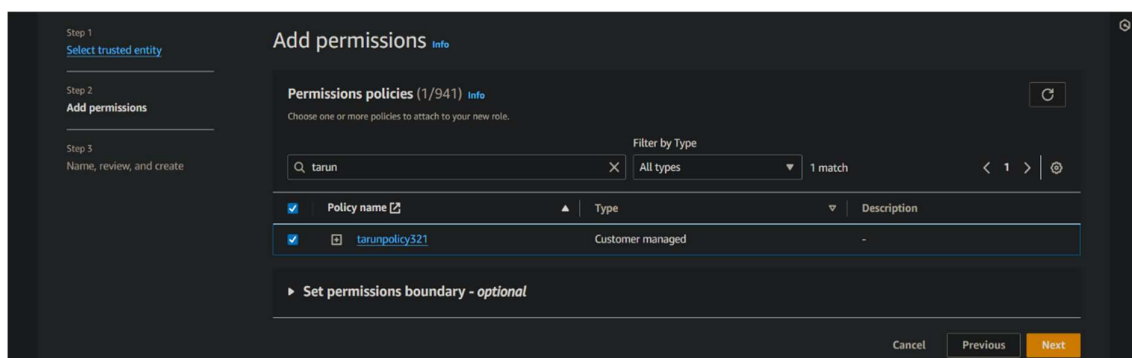 Step 1
Select trusted entity
Step 2
Add permissions
Step 3
Name, review, and create
Add permissions Info
Permissions policies (1/941) Info
Choose one or more policies to attach to your new role.
Filter by Type
tarun
All types
1 match
1
Policy name
Type
Description
tarunpolicy321
Customer managed
-
Set permissions boundary - optional
Cancel
Previous
Next